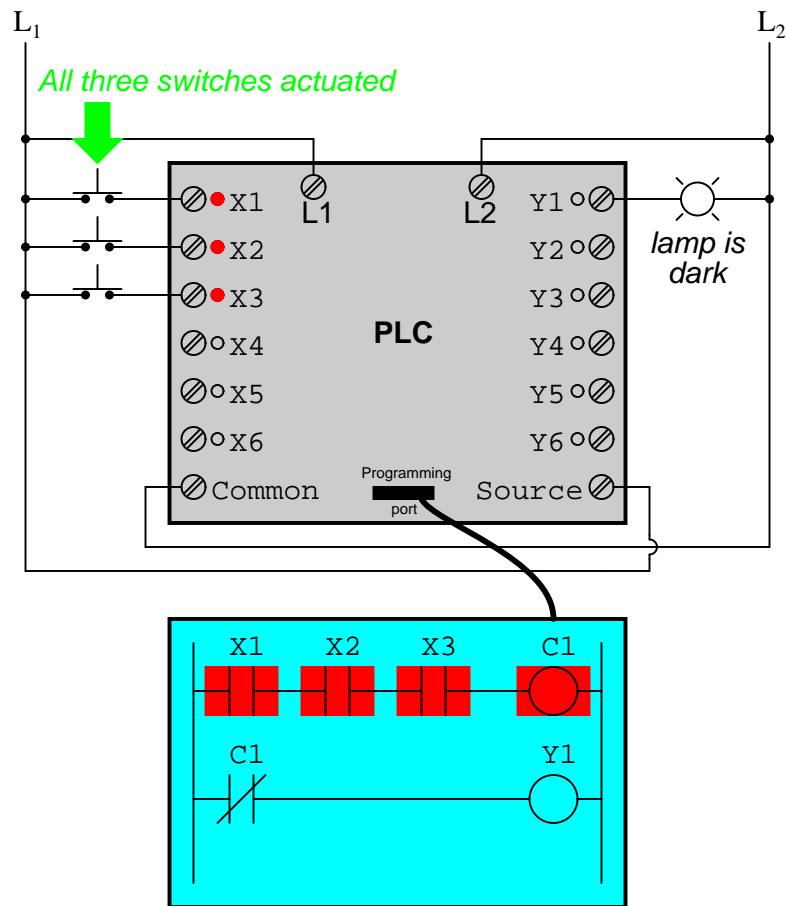 L1 L2
All three switches actuated
X1 L1 L2 Y1
lamp is
dark
X2 Y2
X3 Y3
PLC
X4 Y4
X5 Y5
X6 Y6
Programming
port
Common Source
X1 X2 X3 C1
C1 Y1